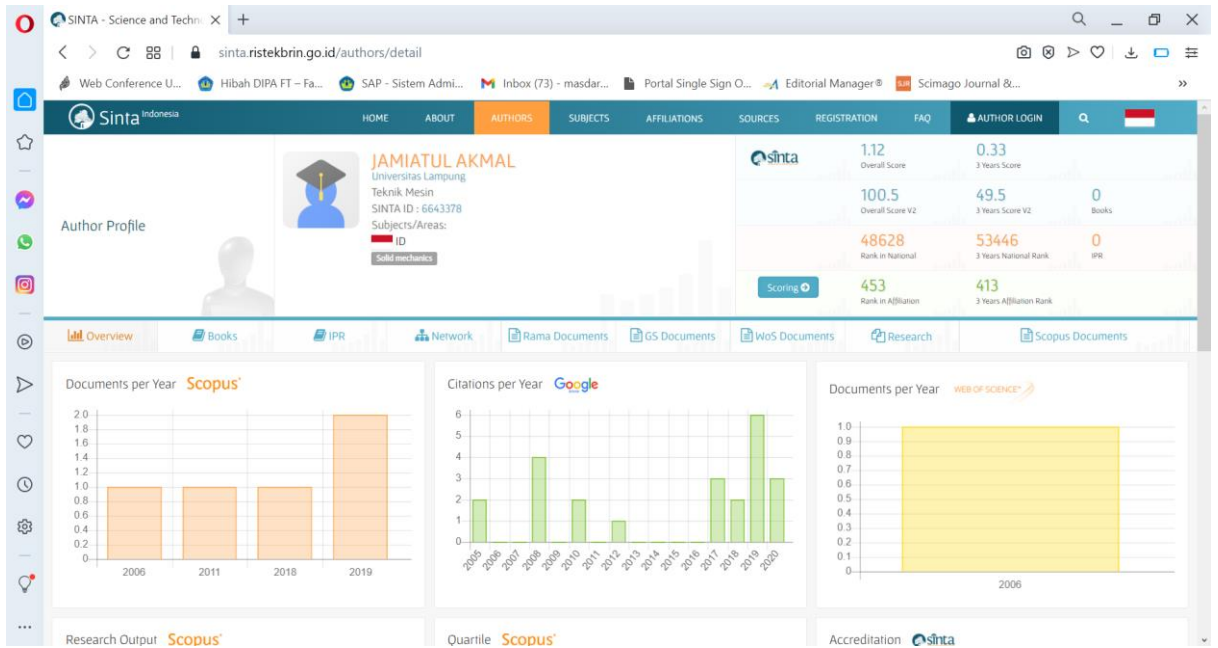 SINTA - Science and Techn
sinta.ristekbrin.go.id/authors/detail
Web Conference U... Hibah DIPA FT – Fa... SAP - Sistem Admi... Inbox (73) - masdar... Portal Single Sign O... Editorial Manager® Scimago Journal &... »
Sinta Indonesia HOME ABOUT AUTHORS SUBJECTS AFFILIATIONS SOURCES REGISTRATION FAQ AUTHOR LOGIN
Author Profile
JAMIATUL AKMAL
Universitas Lampung
Teknik Mesin
SINTA ID : 6643378
Subjects/Areas:
ID
Solid mechanics
sinta
1.12 0.33
Overall Score 3 Years Score
100.5 49.5 0
Overall Score V2 3 Years Score V2 Books
48628 53446 0
Rank in National 3 Years National Rank IPR
Scoring
453 413
Rank in Affiliation 3 Years Affiliation Rank
Overview Books IPR Network Rama Documents GS Documents WoS Documents Research Scopus Documents
Documents per Year Scopus
2.0
1.8
1.6
1.4
1.2
1.0
0.8
0.6
0.4
0.2
0
2006 2011 2018 2019
Citations per Year Google
6
5
4
3
2
1
0
2005 2006 2007 2008 2009 2010 2011 2012 2013 2014 2015 2016 2017 2018 2019 2020
Documents per Year WEB OF SCIENCE
1.0
0.9
0.8
0.7
0.6
0.5
0.4
0.3
0.2
0.1
0
2006
Research Output Scopus
Quartile Scopus
Accreditation sinta